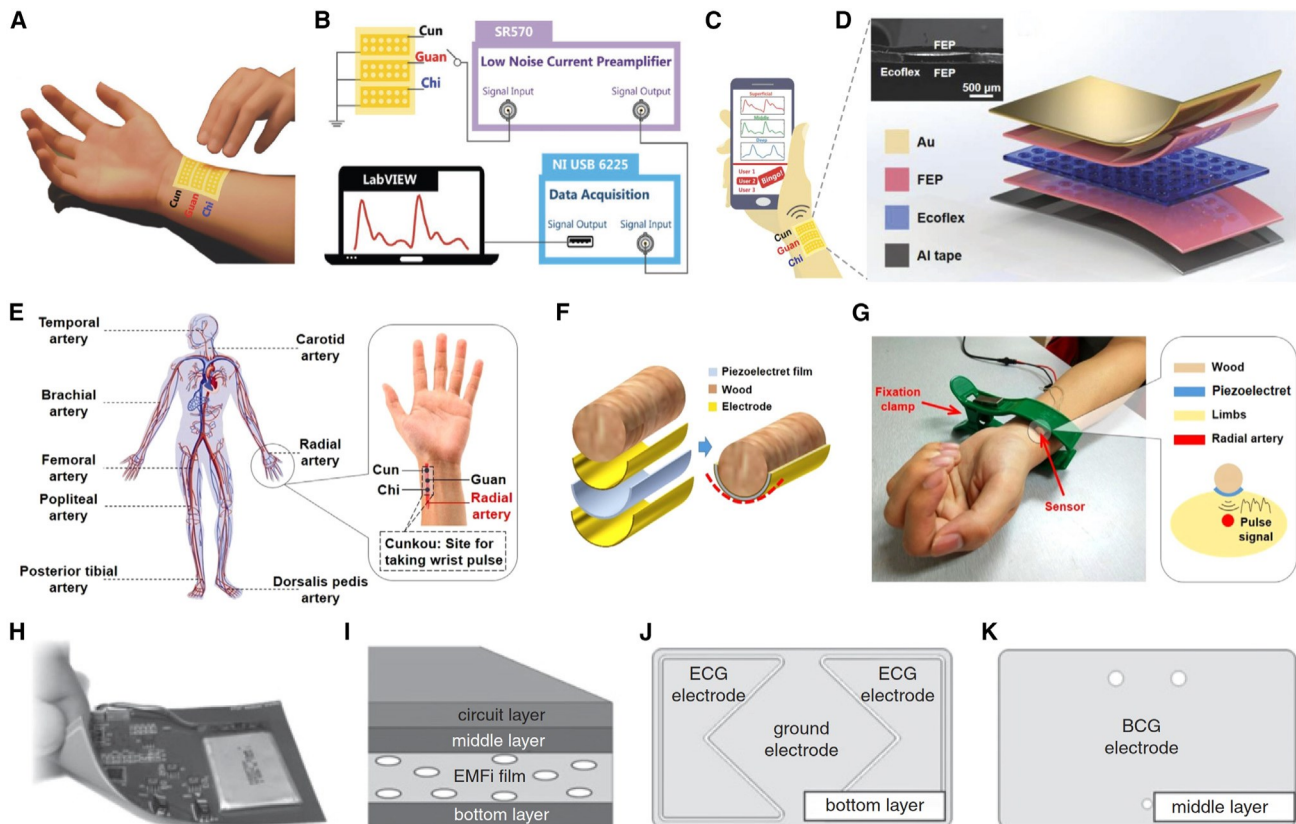 A
Cun
Guan
Chi
B
Cun
Guan
Chi
SR570
Low Noise Current Preamplifier
Signal Input
Signal Output
LabVIEW
NI USB 6225
Data Acquisition
Signal Output
Signal Input
C
Superficial
Middle
Deep
User 1
User 2
User 3
Bingo!
Cun
Guan
Chi
D
FEP
Ecoflex
FEP
500 μm
Au
FEP
Ecoflex
Al tape
E
Temporal
artery
Carotid
artery
Brachial
artery
Radial
artery
Femoral
artery
Popliteal
artery
Posterior tibial
artery
Dorsalis pedis
artery
Cun
Guan
Chi
Radial
artery
Cunkou: Site for
taking wrist pulse
F
Piezoelectret film
Wood
Electrode
G
Fixation
clamp
Sensor
Wood
Piezoelectret
Limbs
Radial artery
Pulse
signal
H
I
circuit layer
middle layer
EMFi film
bottom layer
J
ECG
electrode
ECG
electrode
ground
electrode
bottom layer
K
BCG
electrode
middle layer